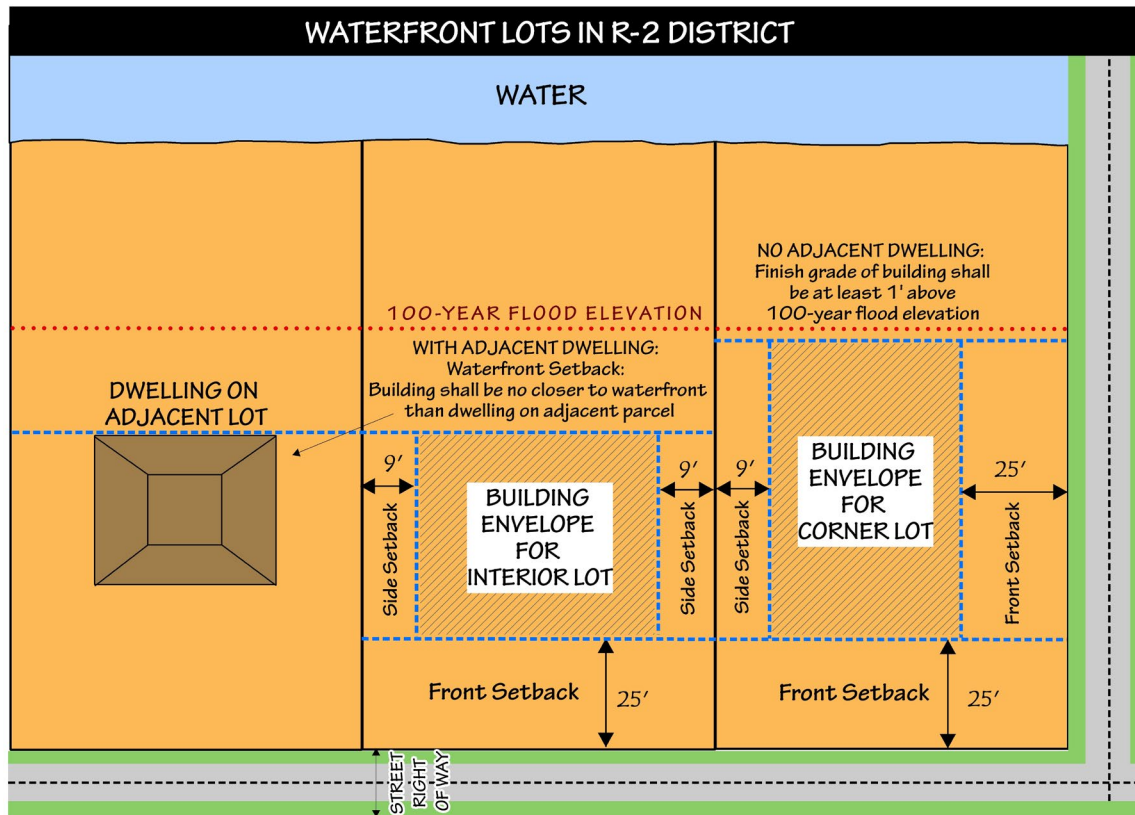 WATERFRONT LOTS IN R-2 DISTRICT
WATER
NO ADJACENT DWELLING:
Finish grade of building shall
be at least 1' above
100-year flood elevation
100-YEAR FLOOD ELEVATION
WITH ADJACENT DWELLING:
Waterfront Setback:
Building shall be no closer to waterfront
than dwelling on adjacent parcel
DWELLING ON
ADJACENT LOT
9'
Side Setback
BUILDING
ENVELOPE
FOR
INTERIOR LOT
9'
Side Setback
9'
Side Setback
BUILDING
ENVELOPE
FOR
CORNER LOT
25'
Front Setback
Front Setback
25'
Front Setback
25'
STREET
RIGHT
OF WAY